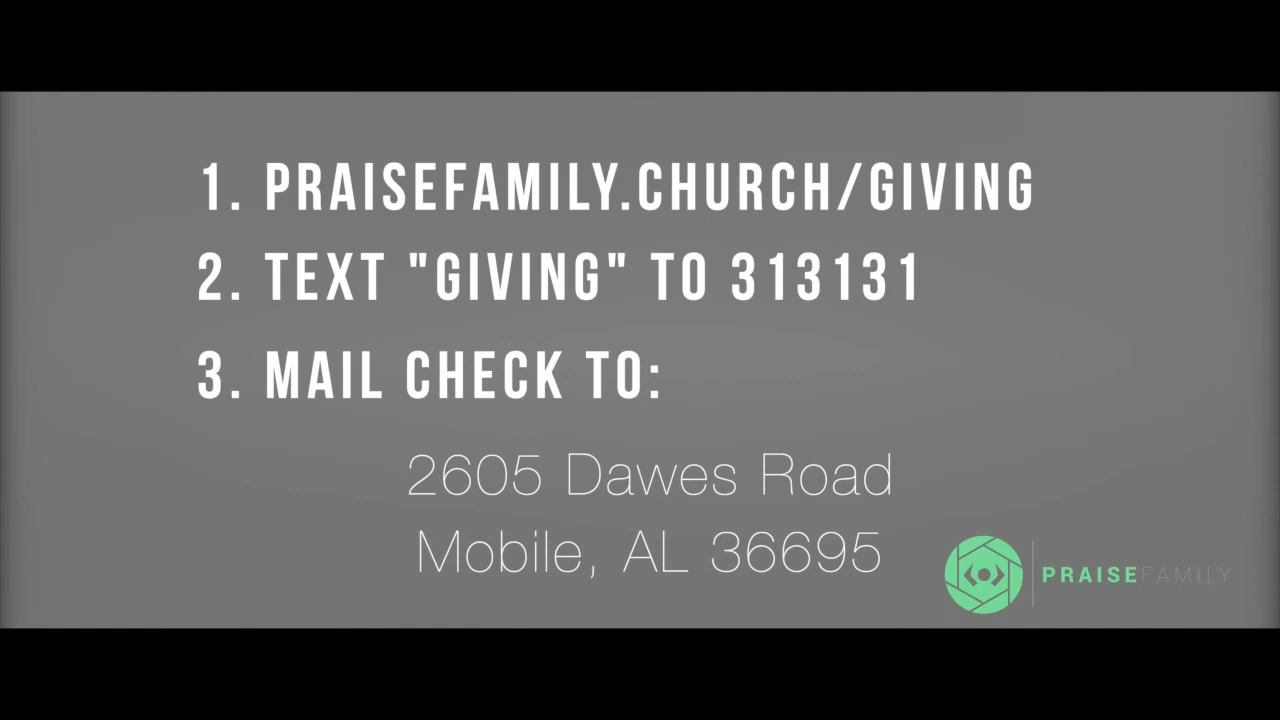 1. PRAISEFAMILY.CHURCH/GIVING
2. TEXT "GIVING" TO 313131
3. MAIL CHECK TO:
2605 Dawes Road
Mobile, AL 36695
PRAISEFAMILY